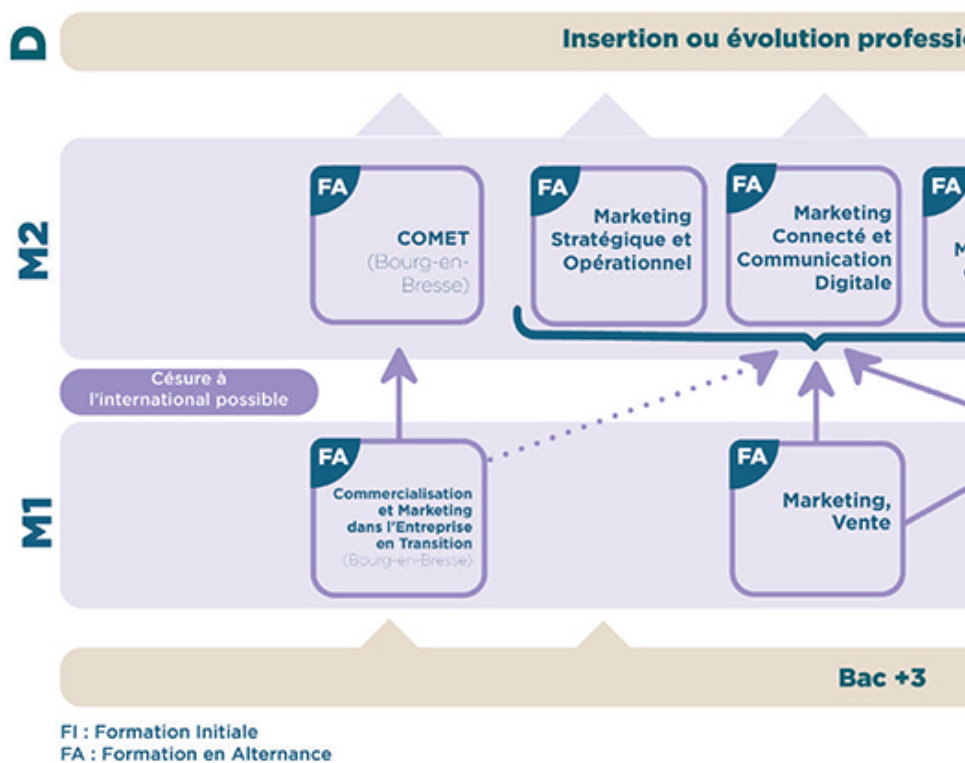 D
Insertion ou évolution professi
M2
FA
COMET
(Bourg-en-
Bresse)
FA
Marketing
Stratégique et
Opérationnel
FA
Marketing
Connecté et
Communication
Digitale
FA
Césure à
l'international possible
M1
FA
Commercialisation
et Marketing
dans l'Entreprise
en Transition
(Bourg-en-Bresse)
FA
Marketing,
Vente
Bac +3
FI : Formation Initiale
FA : Formation en Alternance